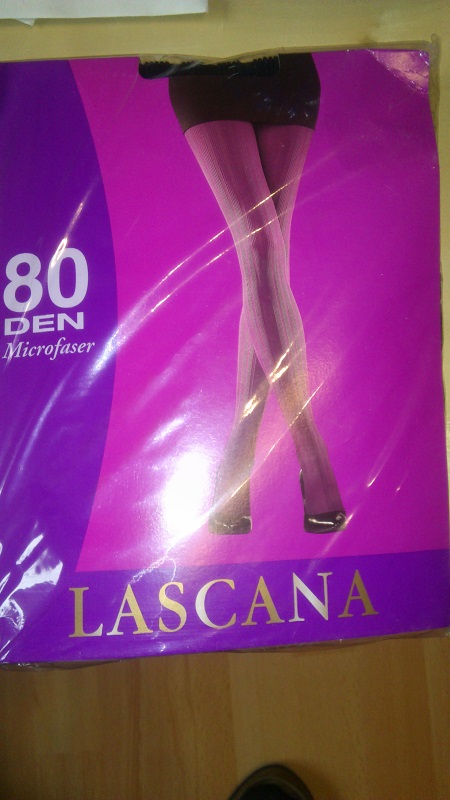 80
DEN
Microfaser
LASCANA